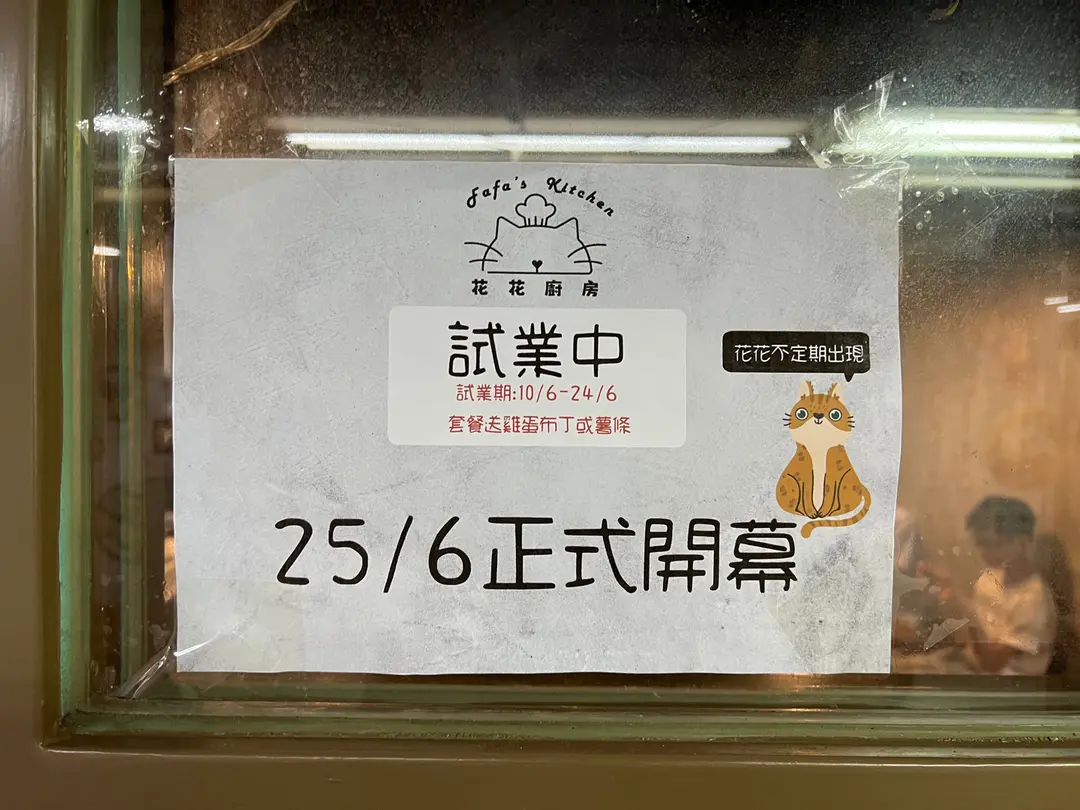 Fafa's Kitchen
花花廚房
試業中
試業期:10/6-24/6
套餐送雞蛋布丁或薯條
花花不定期出現
25/6正式開幕